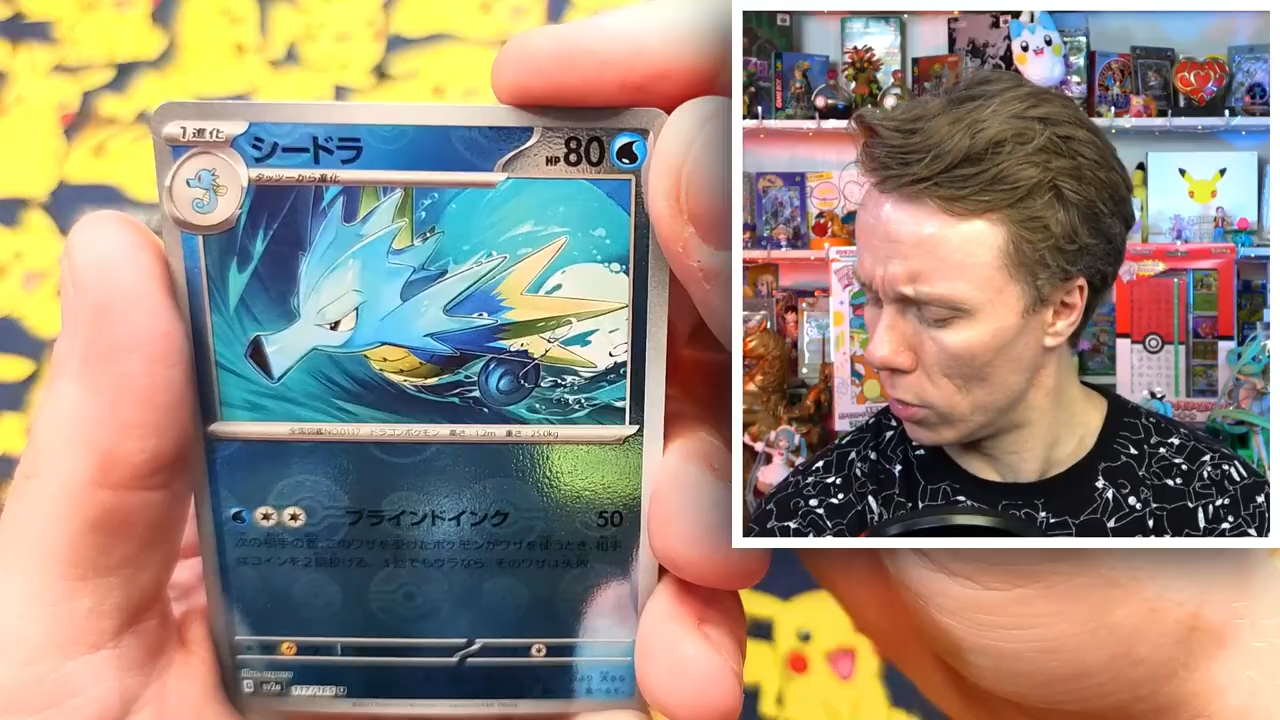 1進化
シードラ
HP 80
タッツーから進化
全国図鑑NO.0117 ドラゴンポケモン 高さ:1.2m 重さ:25.0kg
ブラインドインク 50
次の相手の番、このワザを受けたポケモンがワザを使うとき、相手
はコインを2回投げる。1回でもウラなら、そのワザは失敗。
Illus.
G sv2a 117/165 U